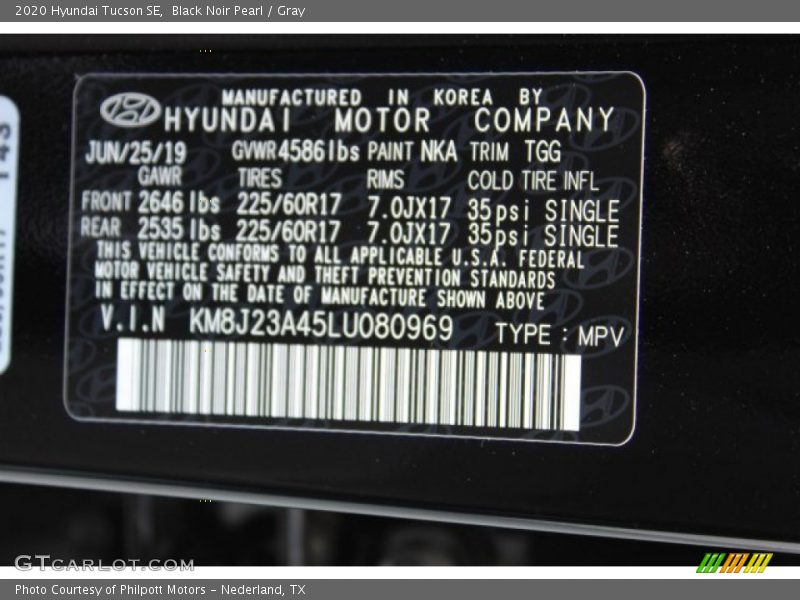 2020 Hyundai Tucson SE, Black Noir Pearl / Gray
MANUFACTURED IN KOREA BY
HYUNDAI MOTOR COMPANY
JUN/25/19 GVWR 4586 lbs PAINT NKA TRIM TGG
GAWR TIRES RIMS COLD TIRE INFL
FRONT 2646 lbs 225/60R17 7.0JX17 35psi SINGLE
REAR 2535 lbs 225/60R17 7.0JX17 35psi SINGLE
THIS VEHICLE CONFORMS TO ALL APPLICABLE U.S.A. FEDERAL
MOTOR VEHICLE SAFETY AND THEFT PREVENTION STANDARDS
IN EFFECT ON THE DATE OF MANUFACTURE SHOWN ABOVE
V.I.N KM8J23A45LU080969 TYPE : MPV
GTCARLOT.COM
Photo Courtesy of Philpott Motors - Nederland, TX